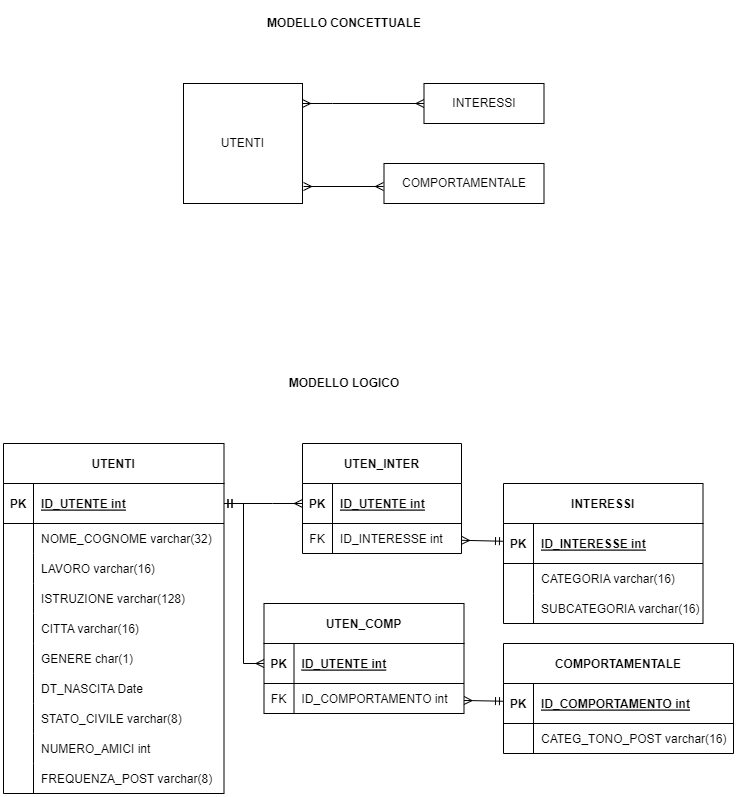 MODELLO CONCETTUALE
UTENTI
INTERESSI
COMPORTAMENTALE
MODELLO LOGICO
UTENTI
PK ID_UTENTE int
NOME_COGNOME varchar(32)
LAVORO varchar(16)
ISTRUZIONE varchar(128)
CITTA varchar(16)
GENERE char(1)
DT_NASCITA Date
STATO_CIVILE varchar(8)
NUMERO_AMICI int
FREQUENZA_POST varchar(8)
UTEN_INTER
PK ID_UTENTE int
FK ID_INTERESSE int
INTERESSI
PK ID_INTERESSE int
CATEGORIA varchar(16)
SUBCATEGORIA varchar(16)
UTEN_COMP
PK ID_UTENTE int
FK ID_COMPORTAMENTO int
COMPORTAMENTALE
PK ID_COMPORTAMENTO int
CATEG_TONO_POST varchar(16)